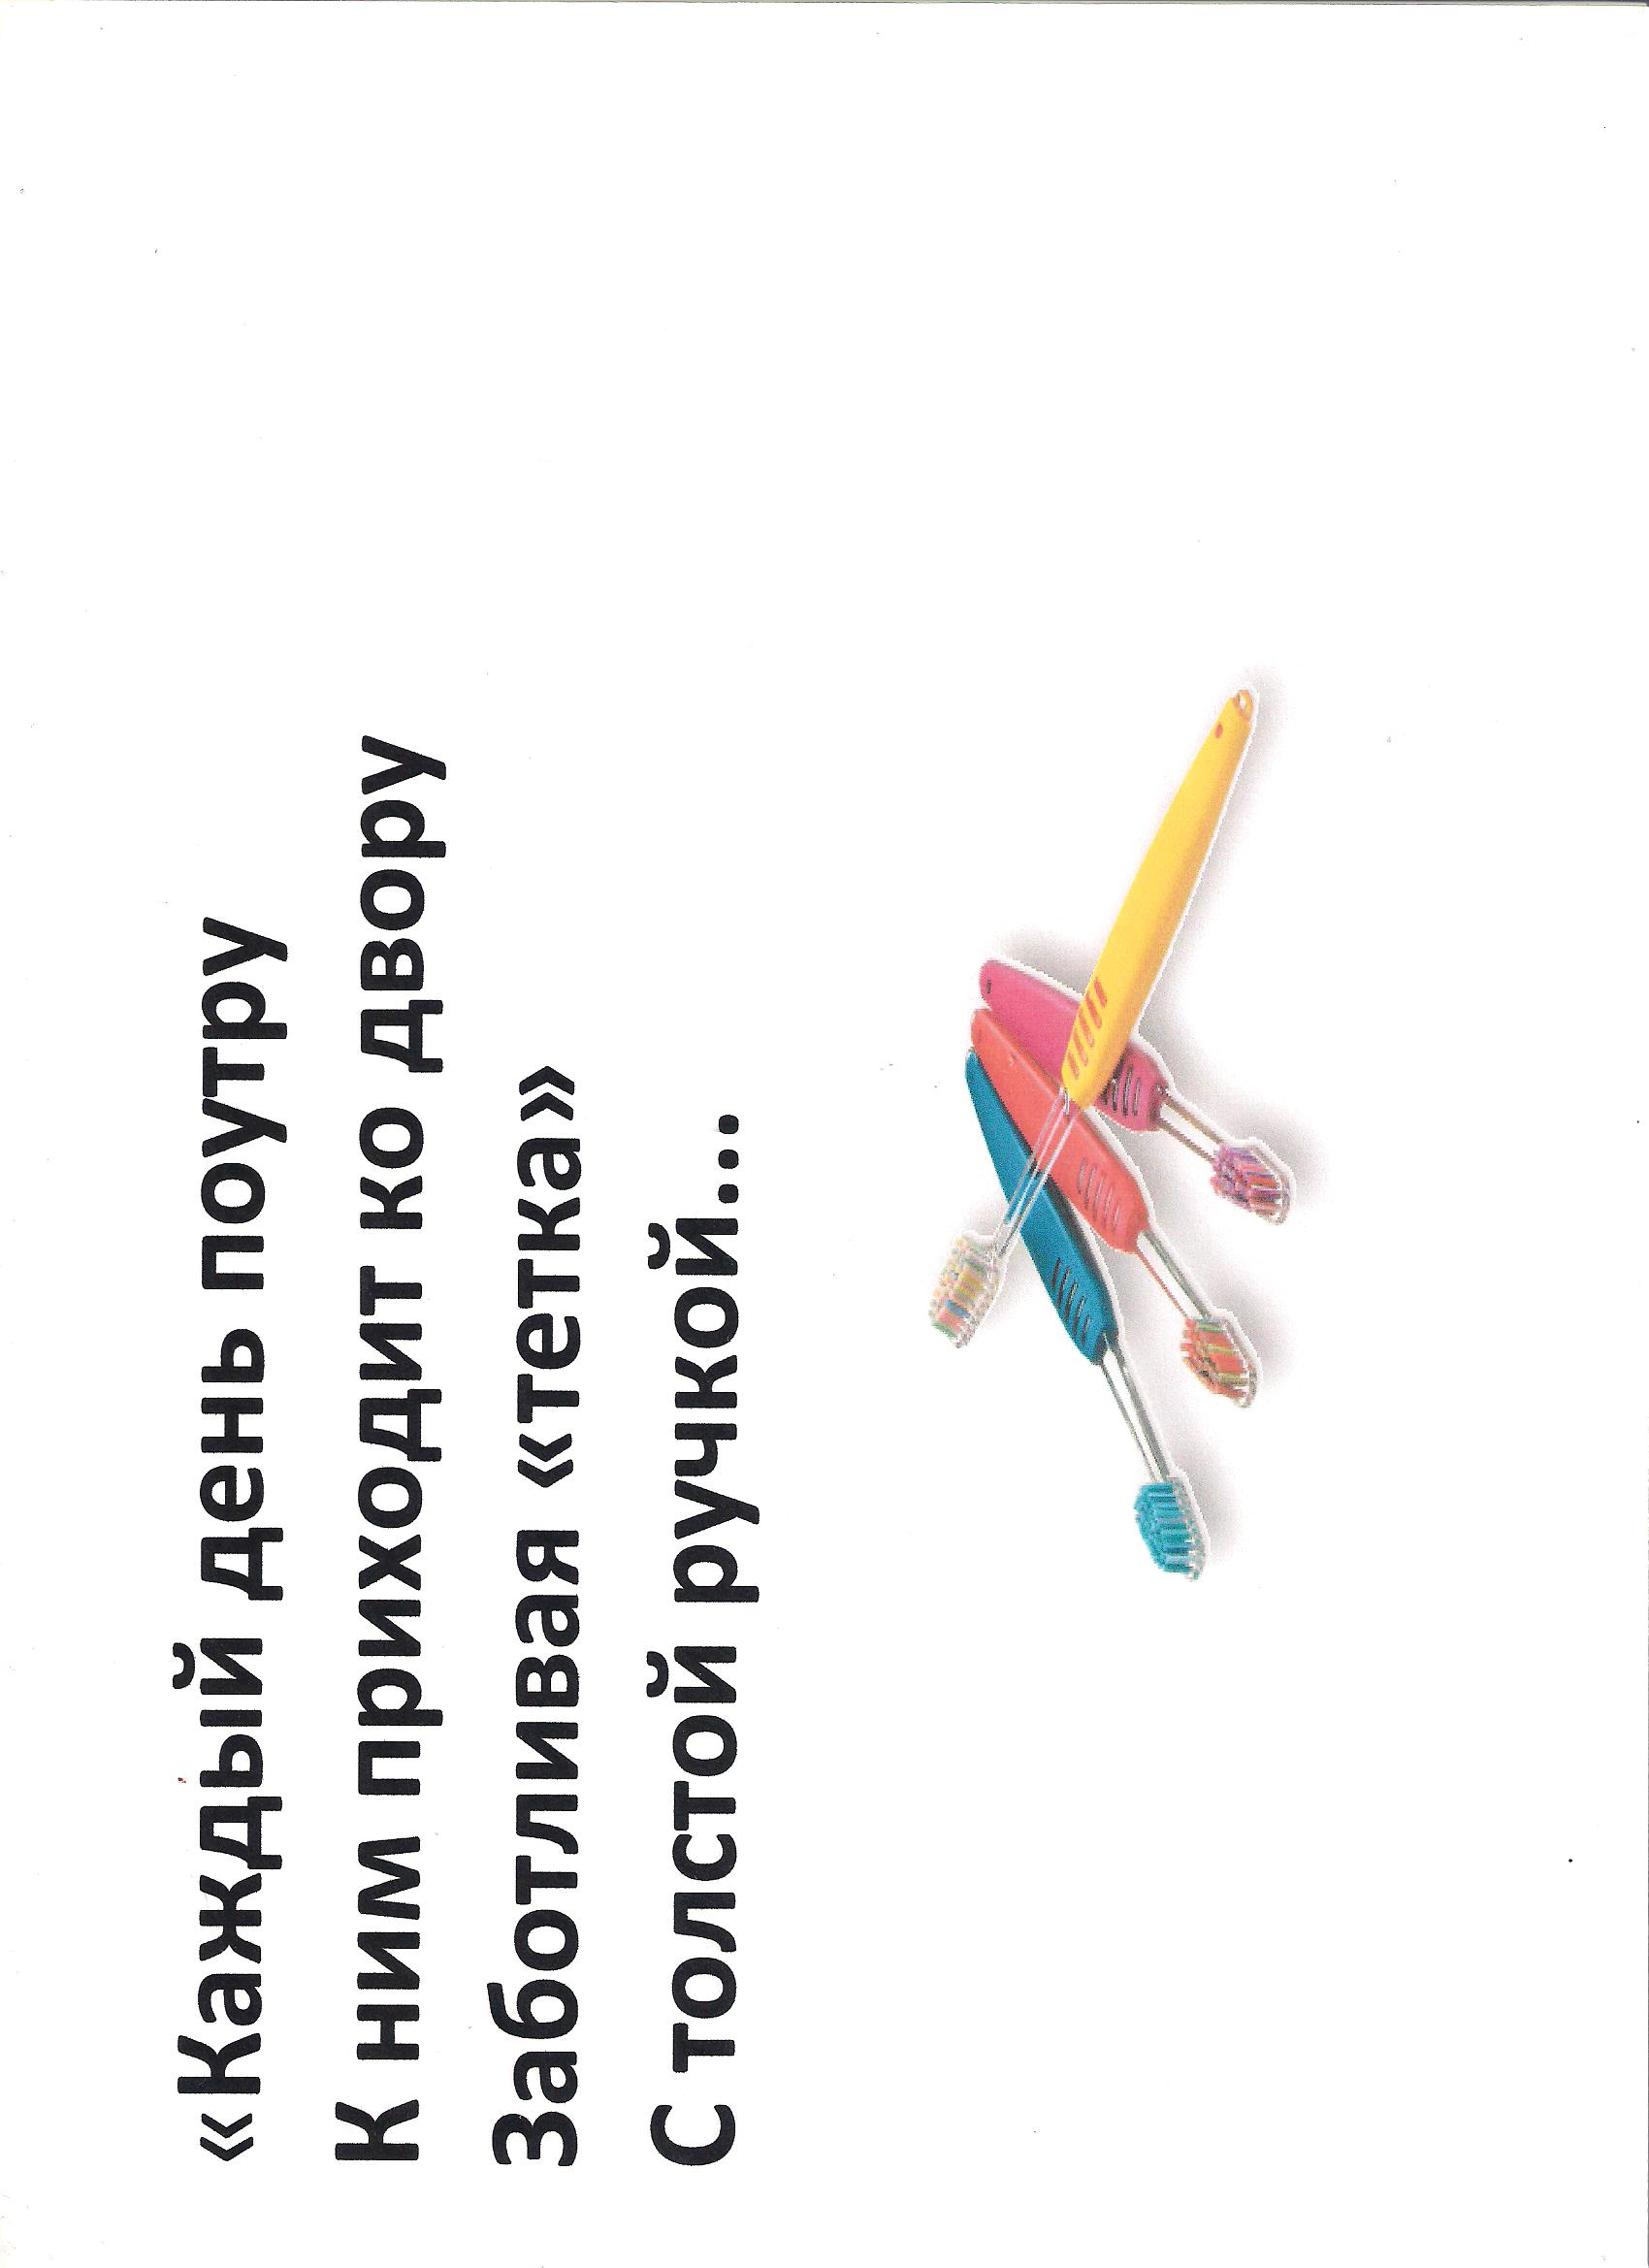 «Каждый день поутру
К ним приходит ко двору
Заботливая «тетка»
С толстой ручкой...